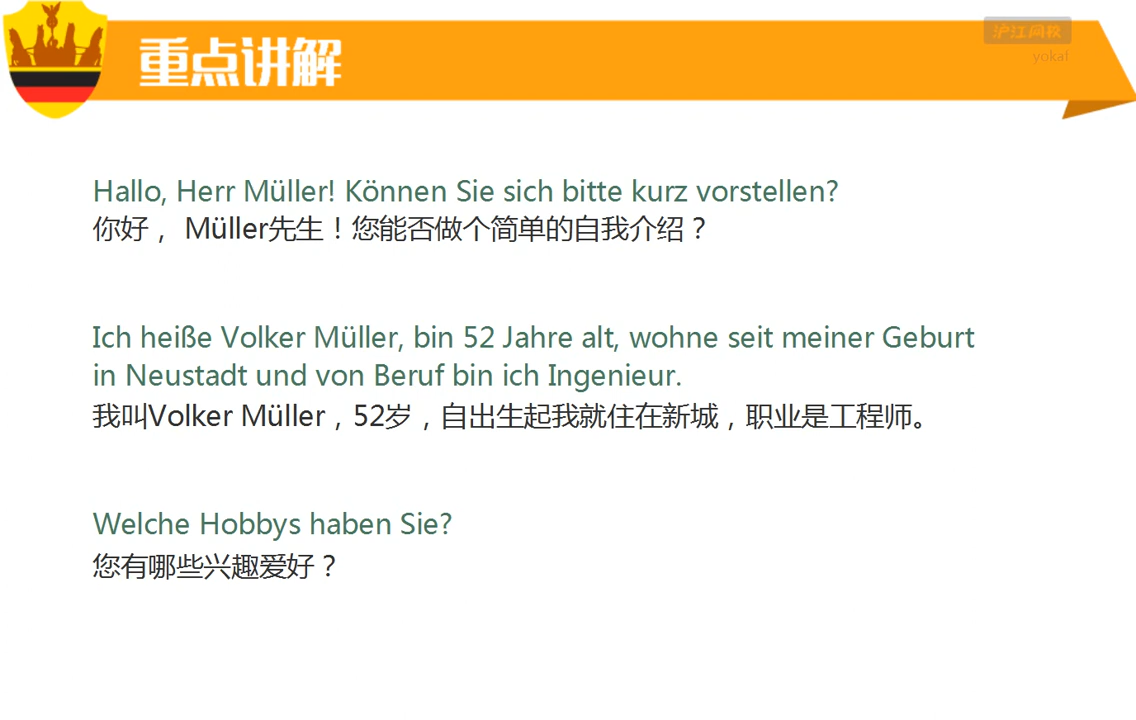 沪江网校
yokaf
重点讲解
Hallo, Herr Müller! Können Sie sich bitte kurz vorstellen?
你好， Müller先生！您能否做个简单的自我介绍？
Ich heiße Volker Müller, bin 52 Jahre alt, wohne seit meiner Geburt
in Neustadt und von Beruf bin ich Ingenieur.
我叫Volker Müller，52岁，自出生起我就住在新城，职业是工程师。
Welche Hobbys haben Sie?
您有哪些兴趣爱好？